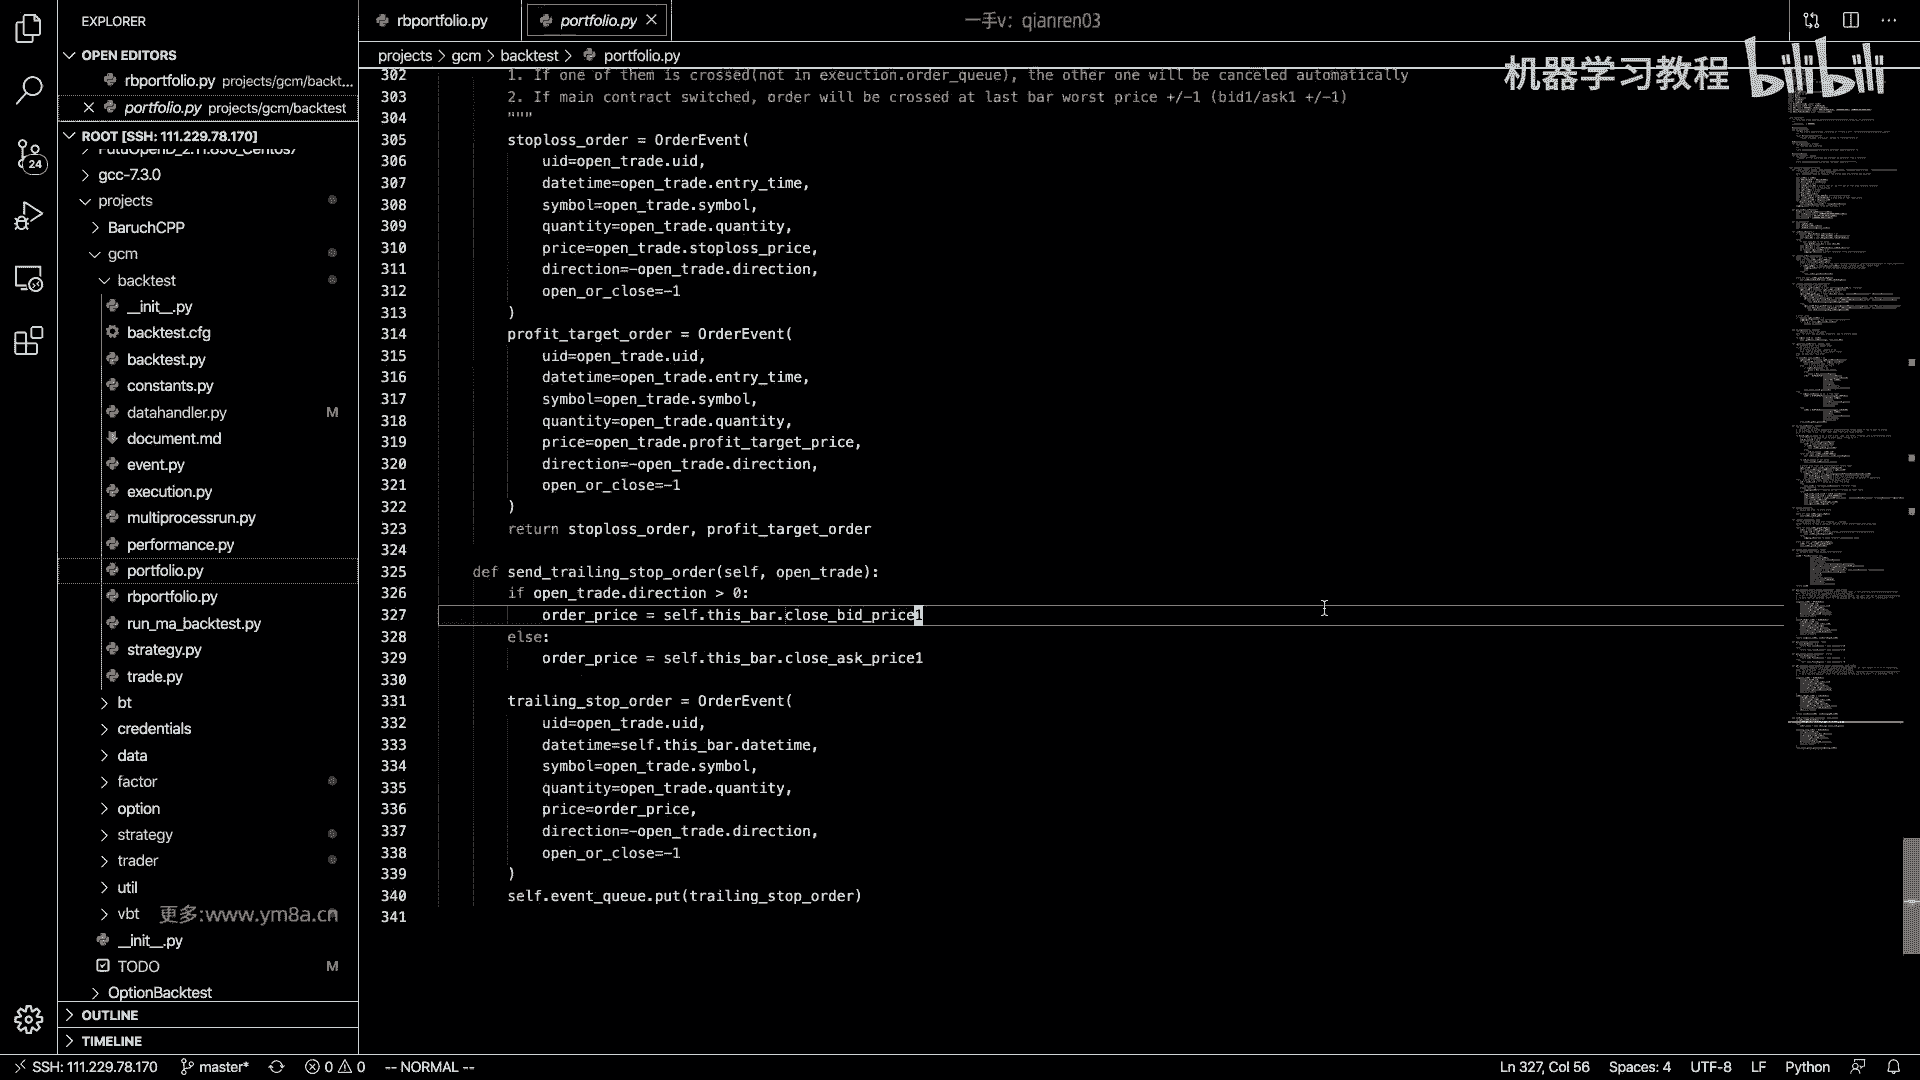 EXPLORER
OPEN EDITORS
rbportfolio.py projects/gcm/backt...
portfolio.py projects/gcm/backtest
ROOT [SSH: 111.229.78.170]
gcc-7.3.0
projects
BaruchCPP
gcm
backtest
__init__.py
backtest.cfg
backtest.py
constants.py
datahandler.py M
document.md
event.py
execution.py
multiprocessrun.py
performance.py
portfolio.py
rbportfolio.py
run_ma_backtest.py
strategy.py
trade.py
bt
credentials
data
factor
option
strategy
trader
util
vbt
更多:www.ym8a.cn
__init__.py
TODO M
OptionBacktest
OUTLINE
TIMELINE
rbportfolio.py
portfolio.py
一手v: qianren03
projects > gcm > backtest > portfolio.py
机器学习教程 bilibili
302 1. If one of them is crossed(not in exeuction.order_queue), the other one will be canceled automatically
303 2. If main contract switched, order will be crossed at last bar worst price +/-1 (bid1/ask1 +/-1)
304 """
305 stoploss_order = OrderEvent(
306 uid=open_trade.uid,
307 datetime=open_trade.entry_time,
308 symbol=open_trade.symbol,
309 quantity=open_trade.quantity,
310 price=open_trade.stoploss_price,
311 direction=-open_trade.direction,
312 open_or_close=-1
313 )
314 profit_target_order = OrderEvent(
315 uid=open_trade.uid,
316 datetime=open_trade.entry_time,
317 symbol=open_trade.symbol,
318 quantity=open_trade.quantity,
319 price=open_trade.profit_target_price,
320 direction=-open_trade.direction,
321 open_or_close=-1
322 )
323 return stoploss_order, profit_target_order
324
325 def send_trailing_stop_order(self, open_trade):
326 if open_trade.direction > 0:
327 order_price = self.this_bar.close_bid_price1
328 else:
329 order_price = self.this_bar.close_ask_price1
330
331 trailing_stop_order = OrderEvent(
332 uid=open_trade.uid,
333 datetime=self.this_bar.datetime,
334 symbol=open_trade.symbol,
335 quantity=open_trade.quantity,
336 price=order_price,
337 direction=-open_trade.direction,
338 open_or_close=-1
339 )
340 self.event_queue.put(trailing_stop_order)
341
24
SSH: 111.229.78.170 master* 0 0 -- NORMAL -- Ln 327, Col 56 Spaces: 4 UTF-8 LF Python